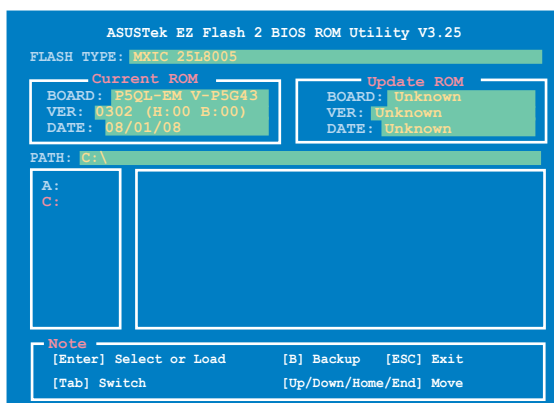 ASUSTek EZ Flash 2 BIOS ROM Utility V3.25
FLASH TYPE: MXIC 25L8005
Current ROM
BOARD: P5QL-EM V-P5G43
VER: 0302 (H:00 B:00)
DATE: 08/01/08
Update ROM
BOARD: Unknown
VER: Unknown
DATE: Unknown
PATH: C:\
A:
C:
Note
[Enter] Select or Load [B] Backup [ESC] Exit
[Tab] Switch [Up/Down/Home/End] Move